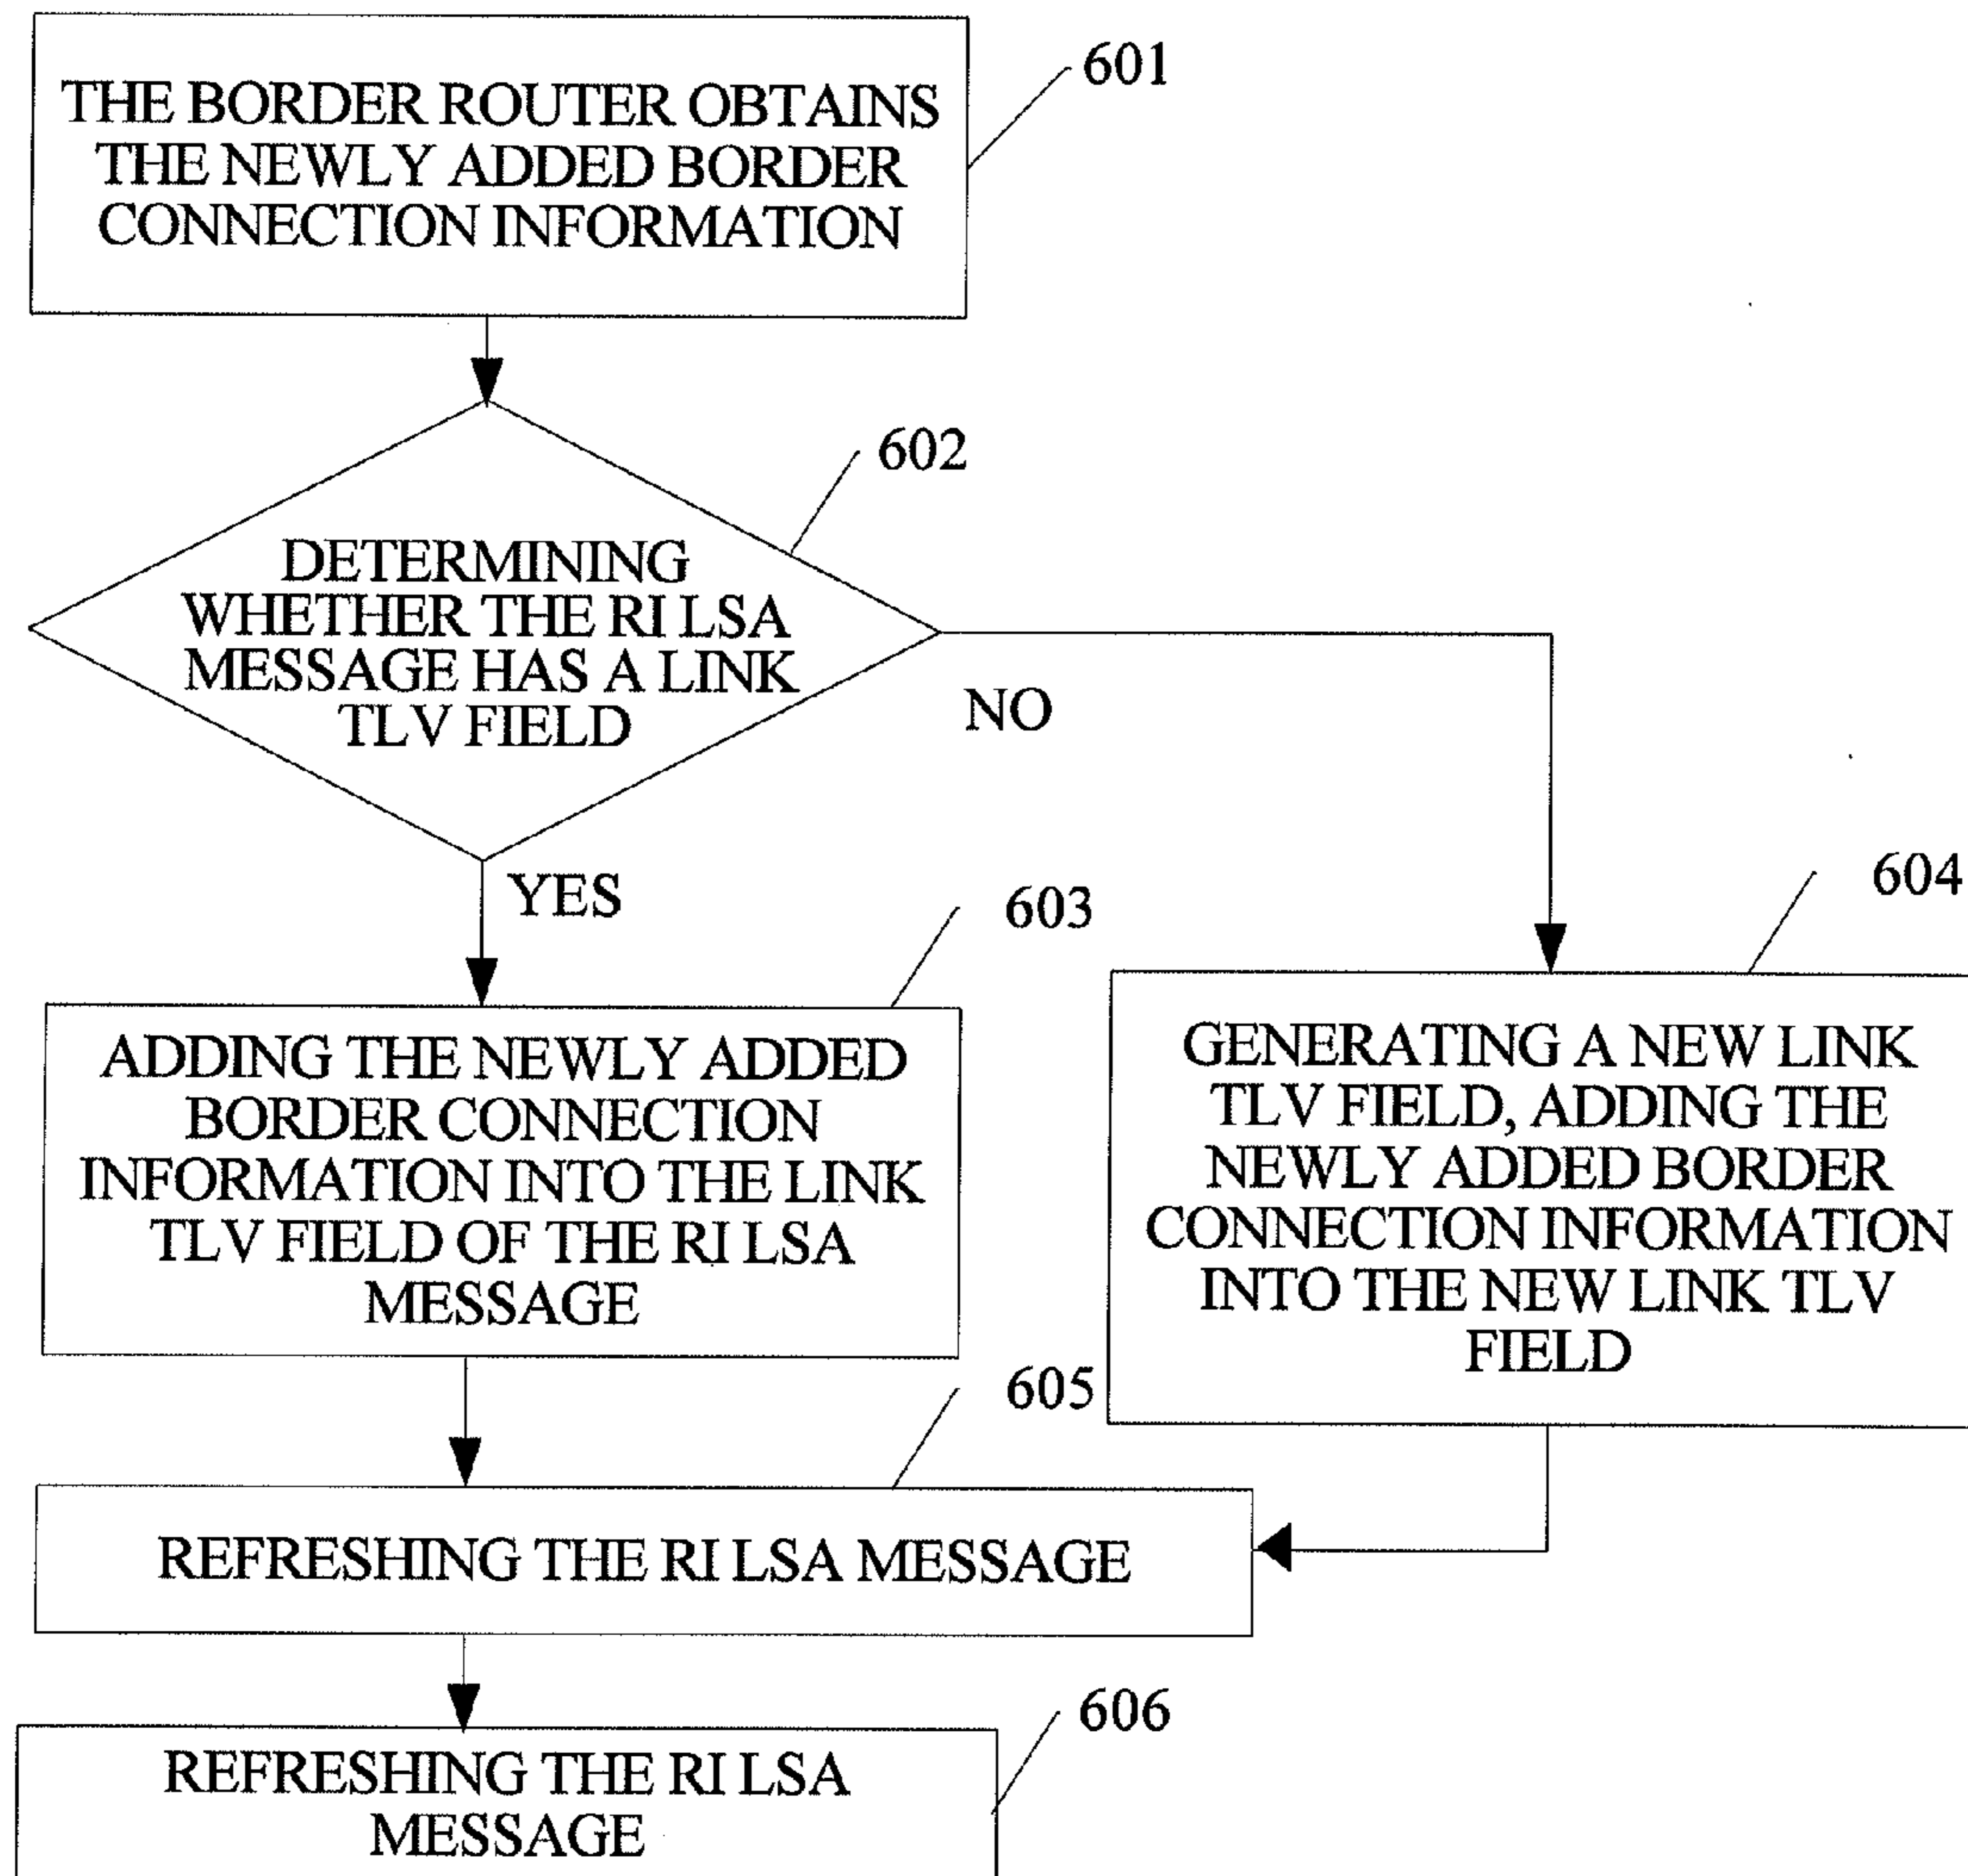 THE BORDER ROUTER OBTAINS
THE NEWLY ADDED BORDER
CONNECTION INFORMATION
601
602
DETERMINING
WHETHER THE RI LSA
MESSAGE HAS A LINK
TLV FIELD
NO
YES
603
604
ADDING THE NEWLY ADDED
BORDER CONNECTION
INFORMATION INTO THE LINK
TLV FIELD OF THE RI LSA
MESSAGE
GENERATING A NEW LINK
TLV FIELD, ADDING THE
NEWLY ADDED BORDER
CONNECTION INFORMATION
INTO THE NEW LINK TLV
FIELD
605
REFRESHING THE RI LSA MESSAGE
606
REFRESHING THE RI LSA
MESSAGE